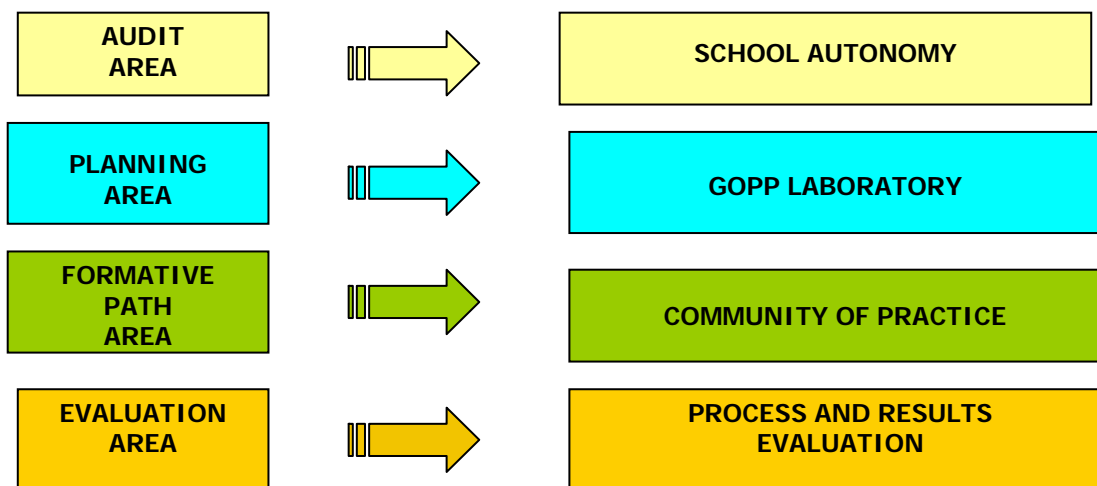 AUDIT
AREA
SCHOOL AUTONOMY
PLANNING
AREA
GOPP LABORATORY
FORMATIVE
PATH
AREA
COMMUNITY OF PRACTICE
EVALUATION
AREA
PROCESS AND RESULTS
EVALUATION